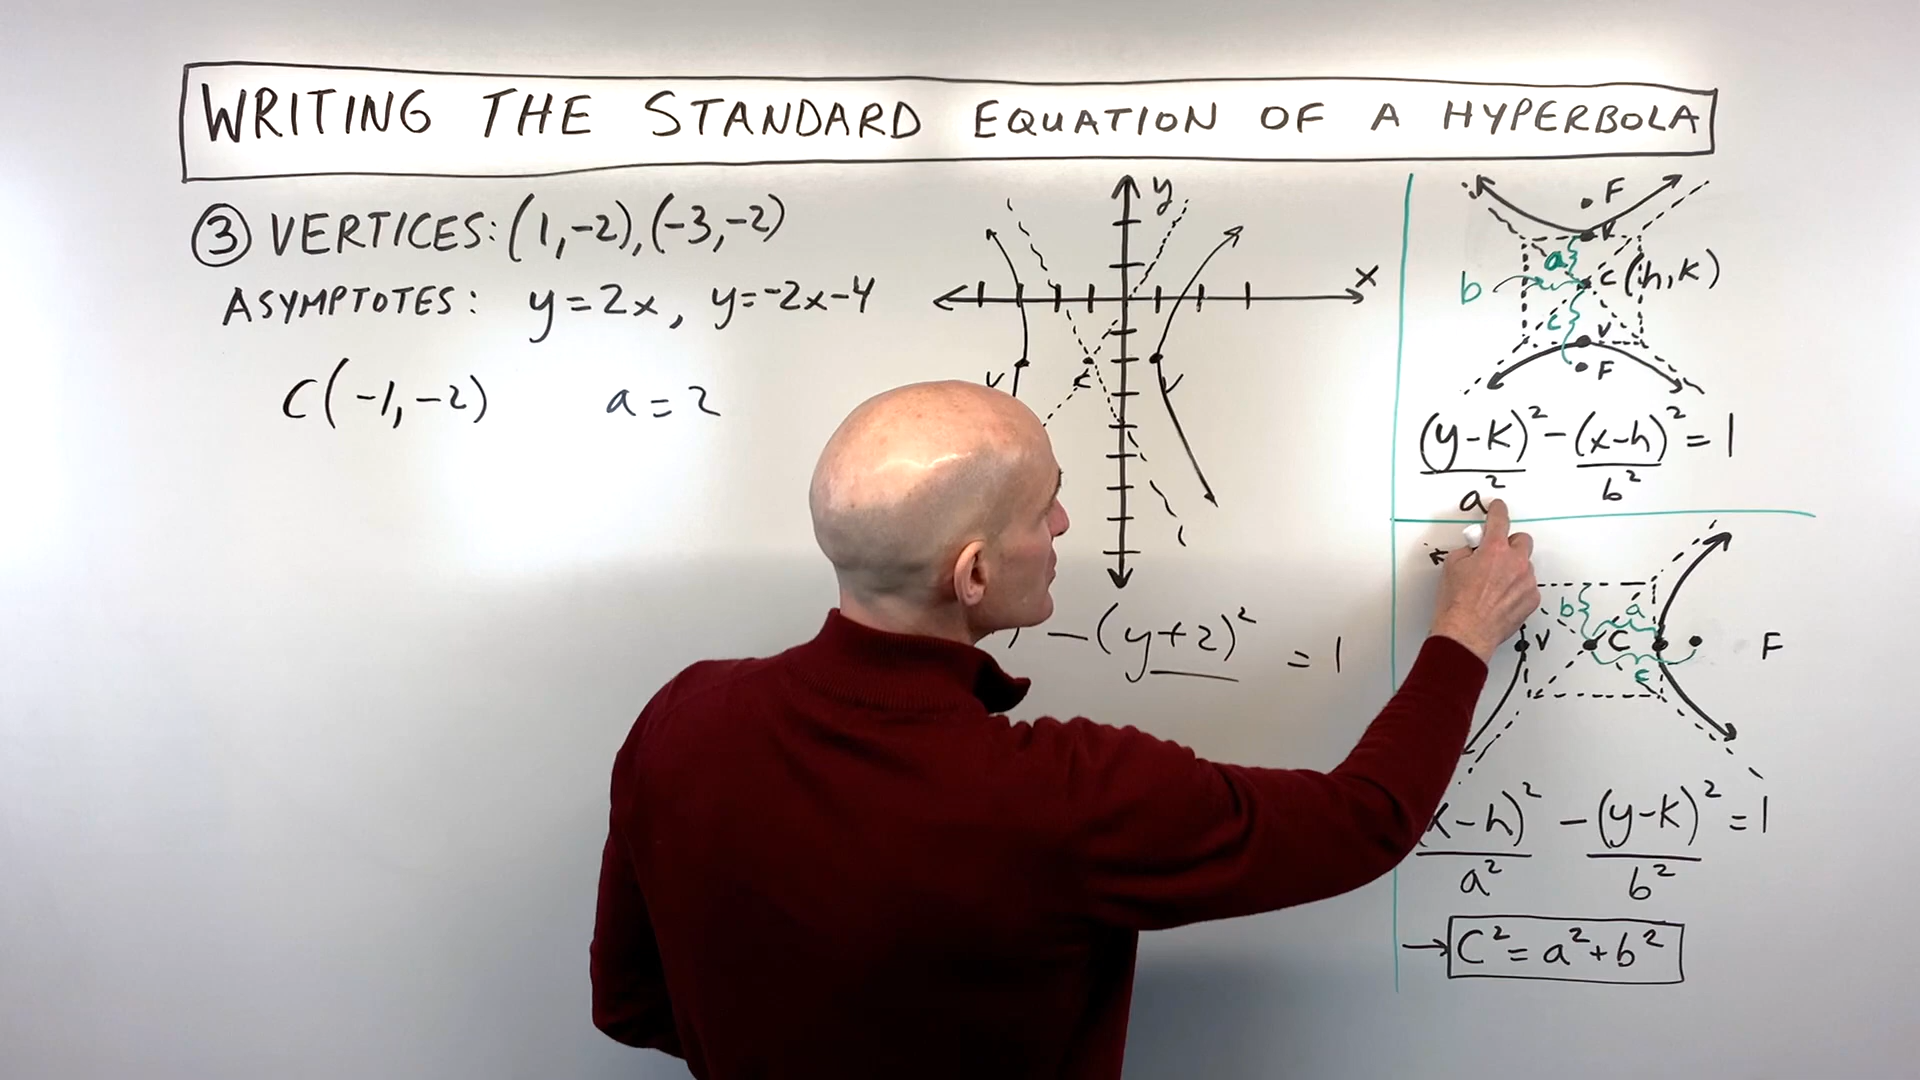 WRITING THE STANDARD EQUATION OF A HYPERBOLA
③ VERTICES: (1,-2),(-3,-2)
ASYMPTOTES: y=2x, y=-2x-4
C(-1,-2) a=2
y
x
V
C
V
) -(y+2)² =1
F
V
a
b
C(h,k)
c
V
F
(y-k)²/a² - (x-h)²/b² = 1
b
a
V
C
F
c
x-h)²/a² - (y-k)²/b² = 1
→ C²=a²+b²